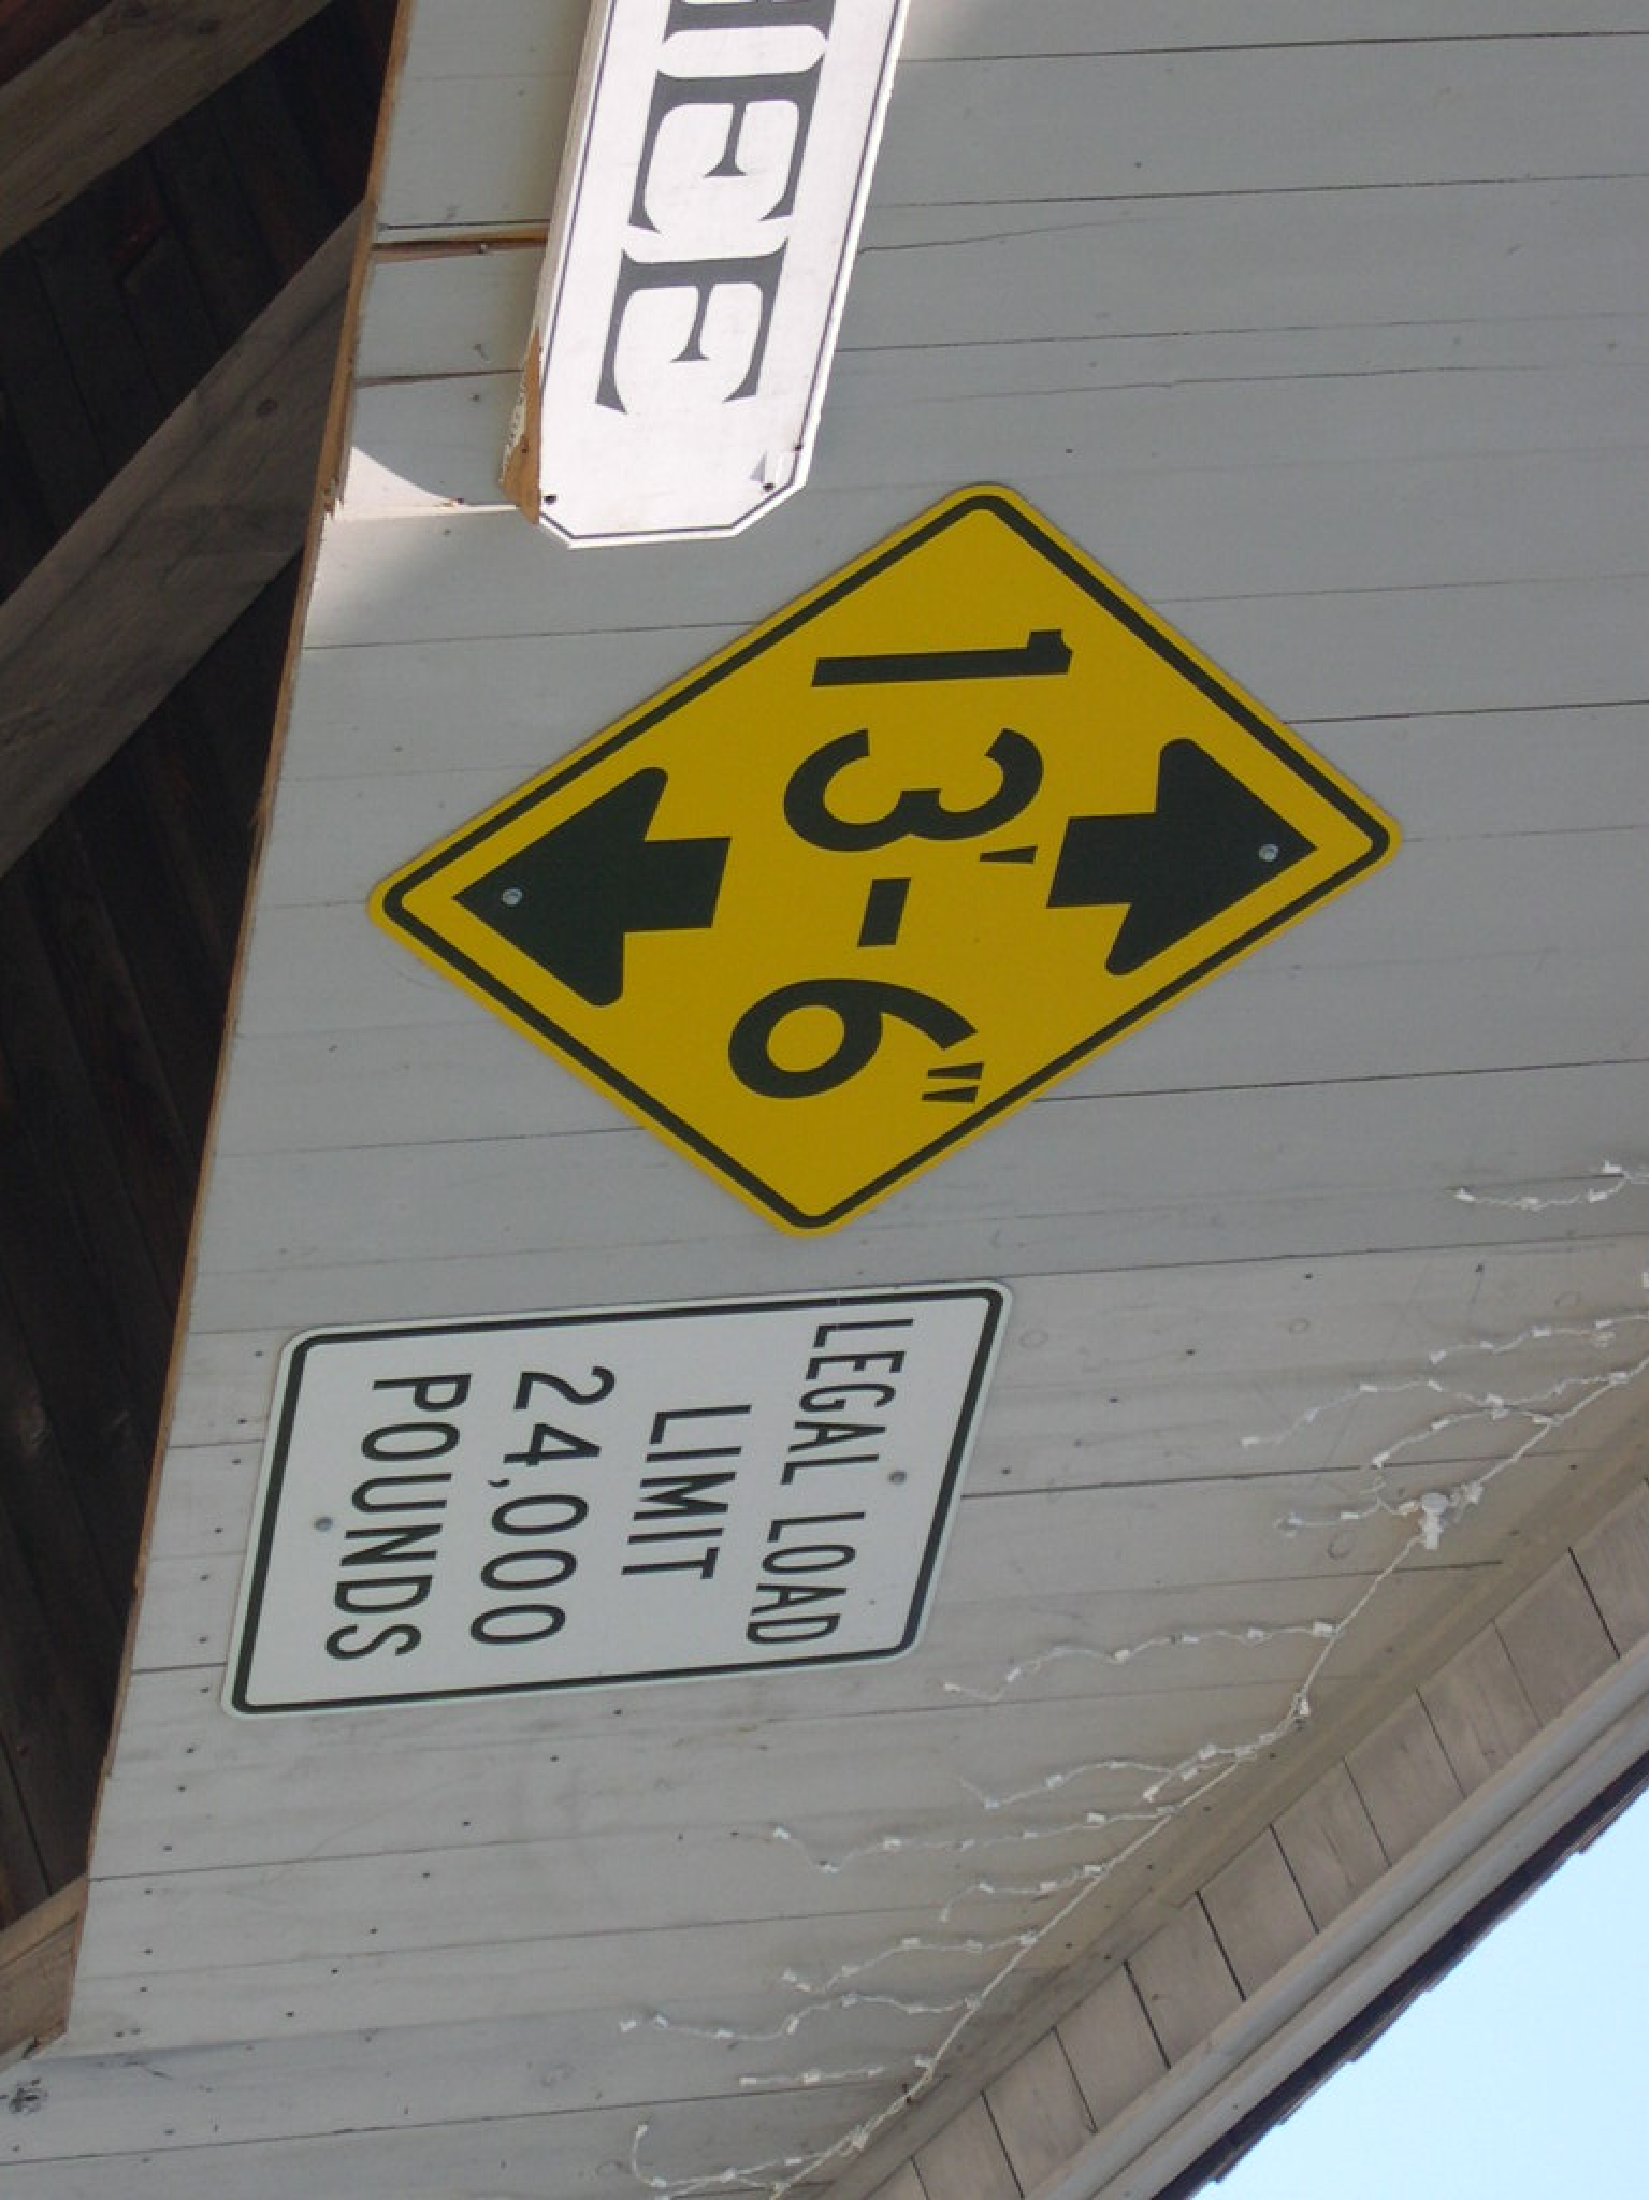 13'-6"
LEGAL LOAD
LIMIT
24,000
POUNDS